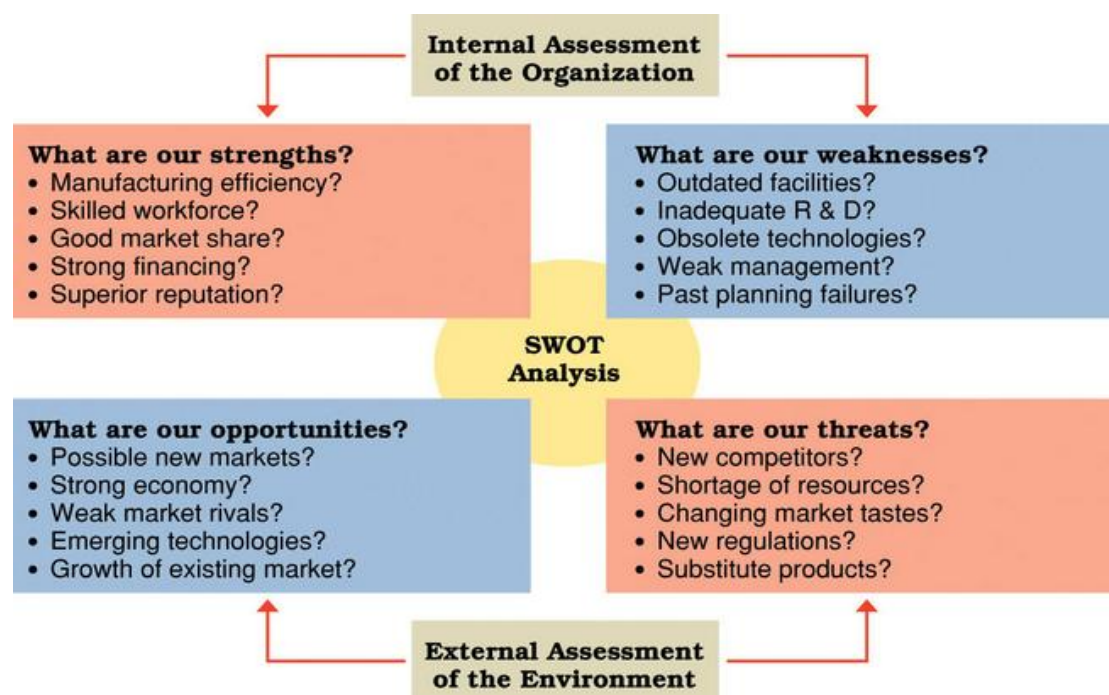 Internal Assessment
of the Organization
What are our strengths?
• Manufacturing efficiency?
• Skilled workforce?
• Good market share?
• Strong financing?
• Superior reputation?
What are our weaknesses?
• Outdated facilities?
• Inadequate R & D?
• Obsolete technologies?
• Weak management?
• Past planning failures?
SWOT
Analysis
What are our opportunities?
• Possible new markets?
• Strong economy?
• Weak market rivals?
• Emerging technologies?
• Growth of existing market?
What are our threats?
• New competitors?
• Shortage of resources?
• Changing market tastes?
• New regulations?
• Substitute products?
External Assessment
of the Environment